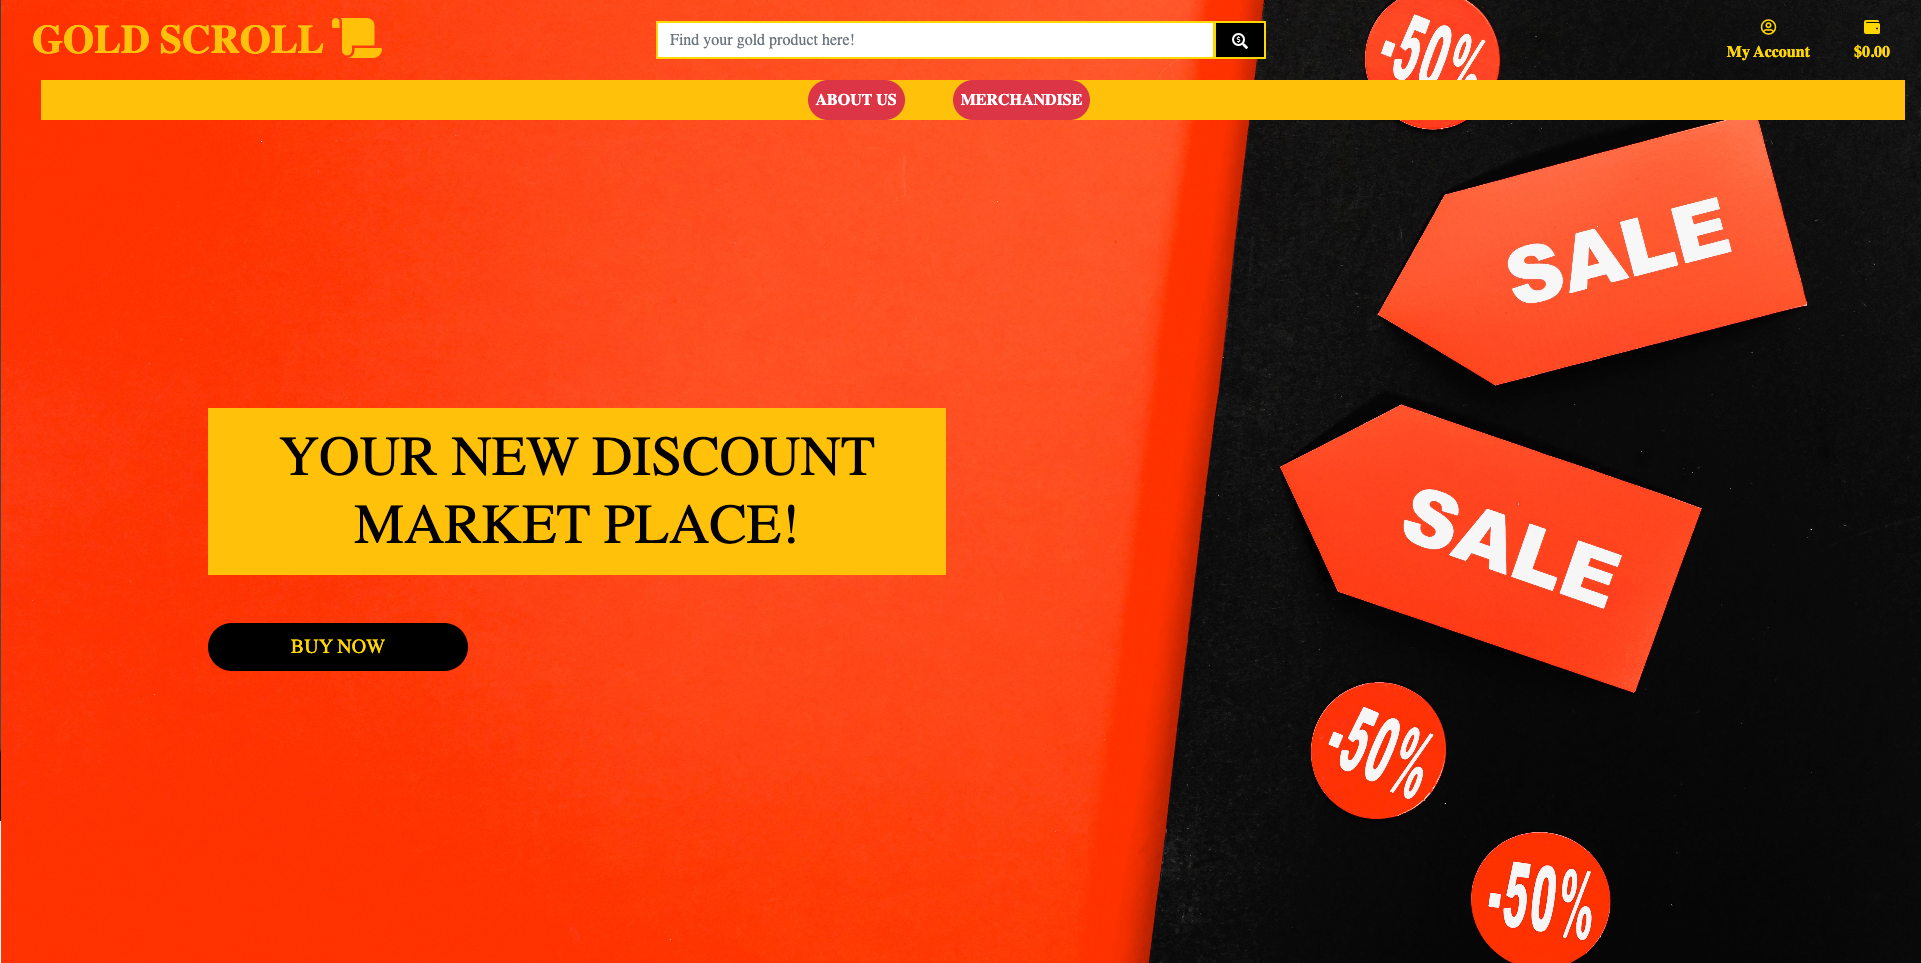 GOLD SCROLL
Find your gold product here!
My Account
$0.00
ABOUT US
MERCHANDISE
-50%
SALE
SALE
YOUR NEW DISCOUNT
MARKET PLACE!
BUY NOW
-50%
-50%